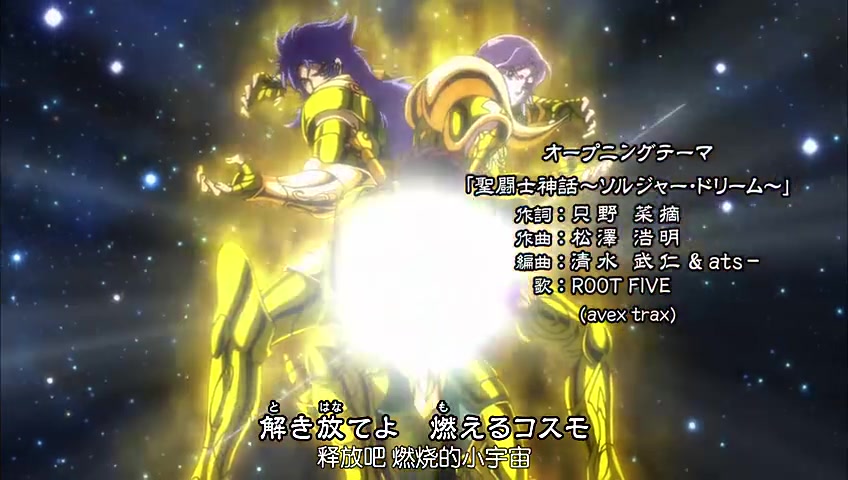 オープニングテーマ
「聖闘士神話～ソルジャー・ドリーム～」
作詞：只野 菜摘
作曲：松澤 浩明
編曲：清水 武仁 & ats−
歌：ROOT FIVE
(avex trax)
と はな も
解き放てよ 燃えるコスモ
释放吧 燃烧的小宇宙